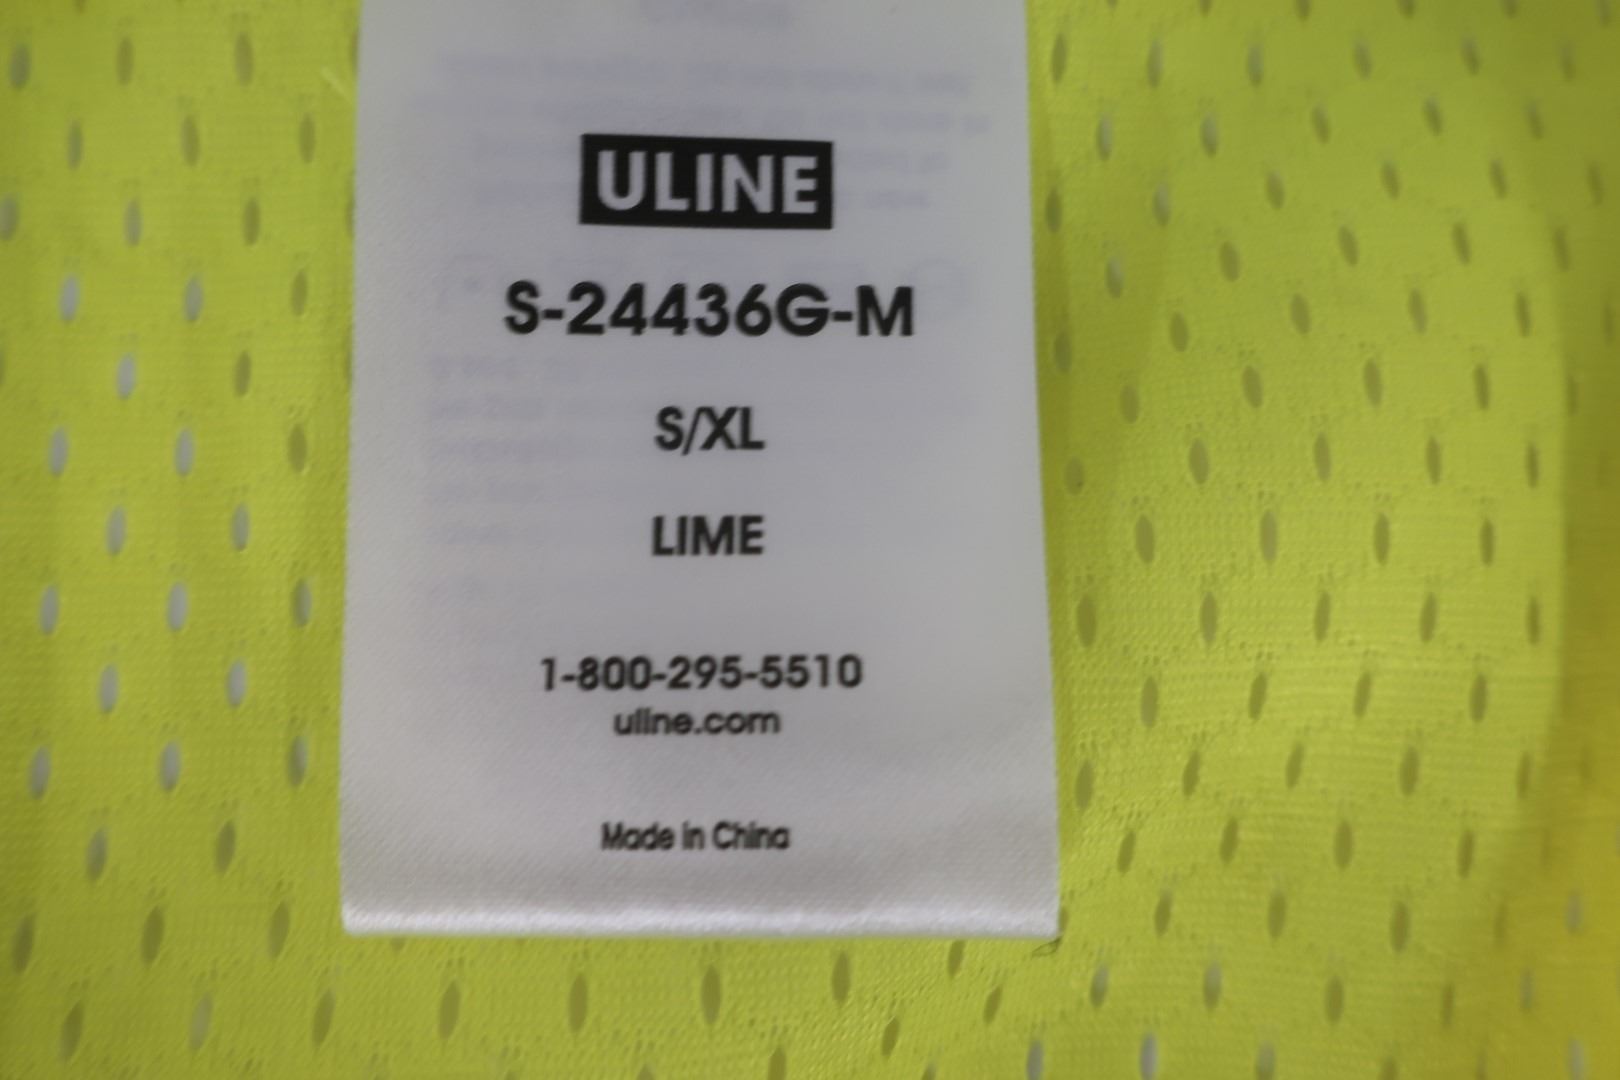 ULINE
S-24436G-M
S/XL
LIME
1-800-295-5510
uline.com
Made in China